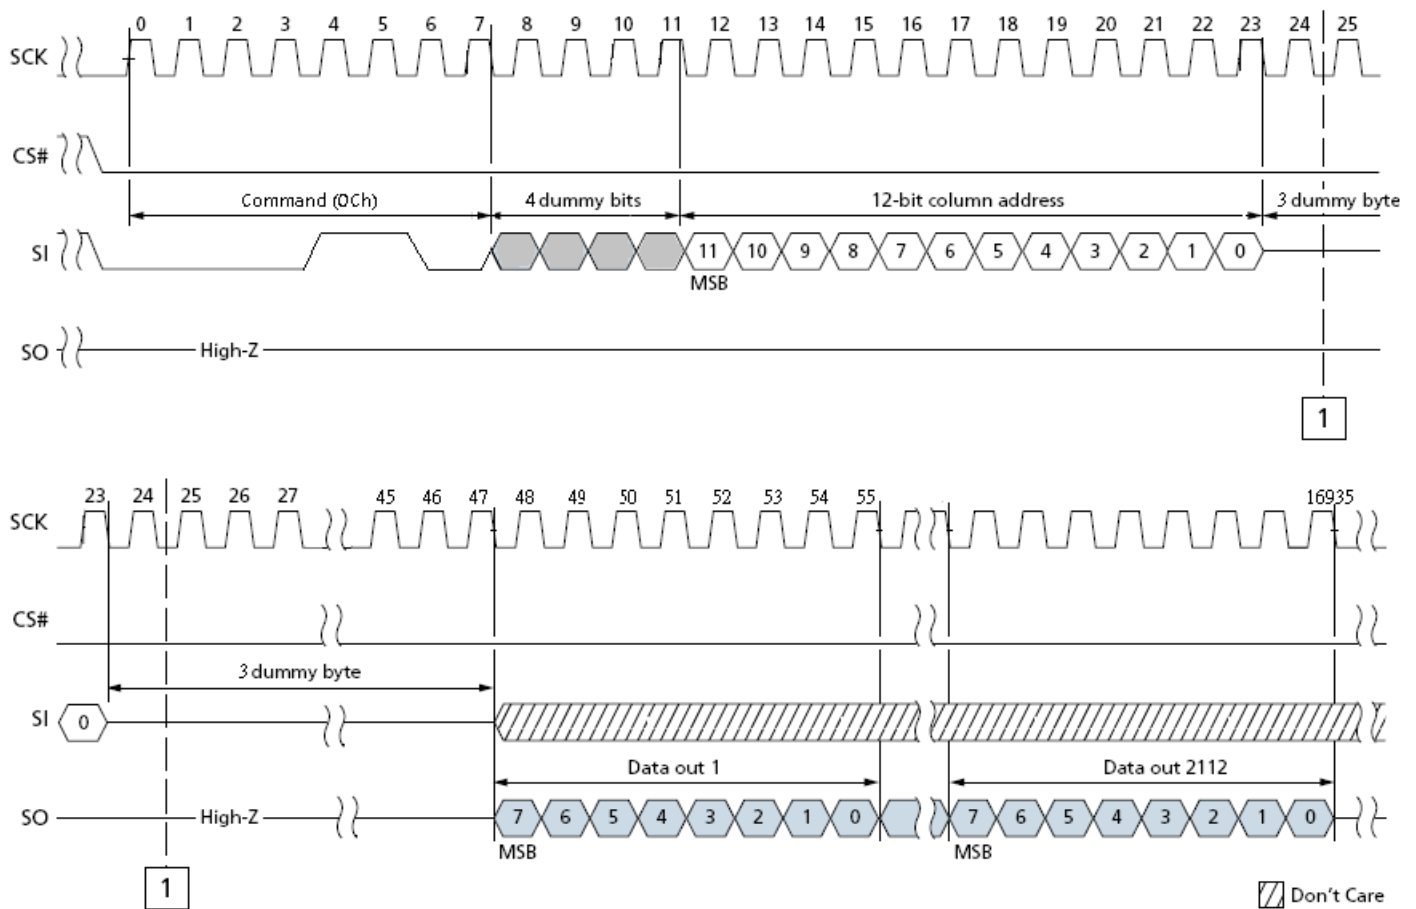 0 1 2 3 4 5 6 7 8 9 10 11 12 13 14 15 16 17 18 19 20 21 22 23 24 25
SCK
CS#
Command (0Ch) 4 dummy bits 12-bit column address 3 dummy byte
SI 11 10 9 8 7 6 5 4 3 2 1 0
MSB
SO High-Z
1
23 24 25 26 27 45 46 47 48 49 50 51 52 53 54 55 16935
SCK
CS#
3 dummy byte
SI 0
Data out 1 Data out 2112
SO High-Z 7 6 5 4 3 2 1 0 7 6 5 4 3 2 1 0
MSB MSB
1
Don't Care